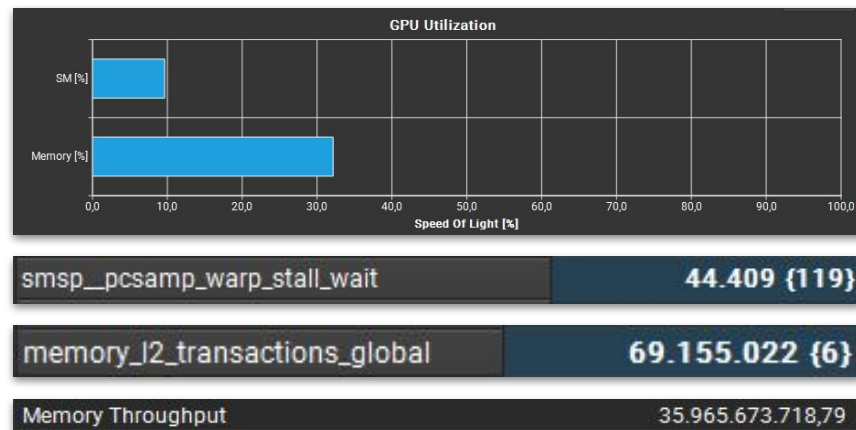 GPU Utilization
SM [%]
Memory [%]
0,0 10,0 20,0 30,0 40,0 50,0 60,0 70,0 80,0 90,0 100,0
Speed Of Light [%]
smsp__pcsamp_warp_stall_wait 44.409 {119}
memory_l2_transactions_global 69.155.022 {6}
Memory Throughput 35.965.673.718,79